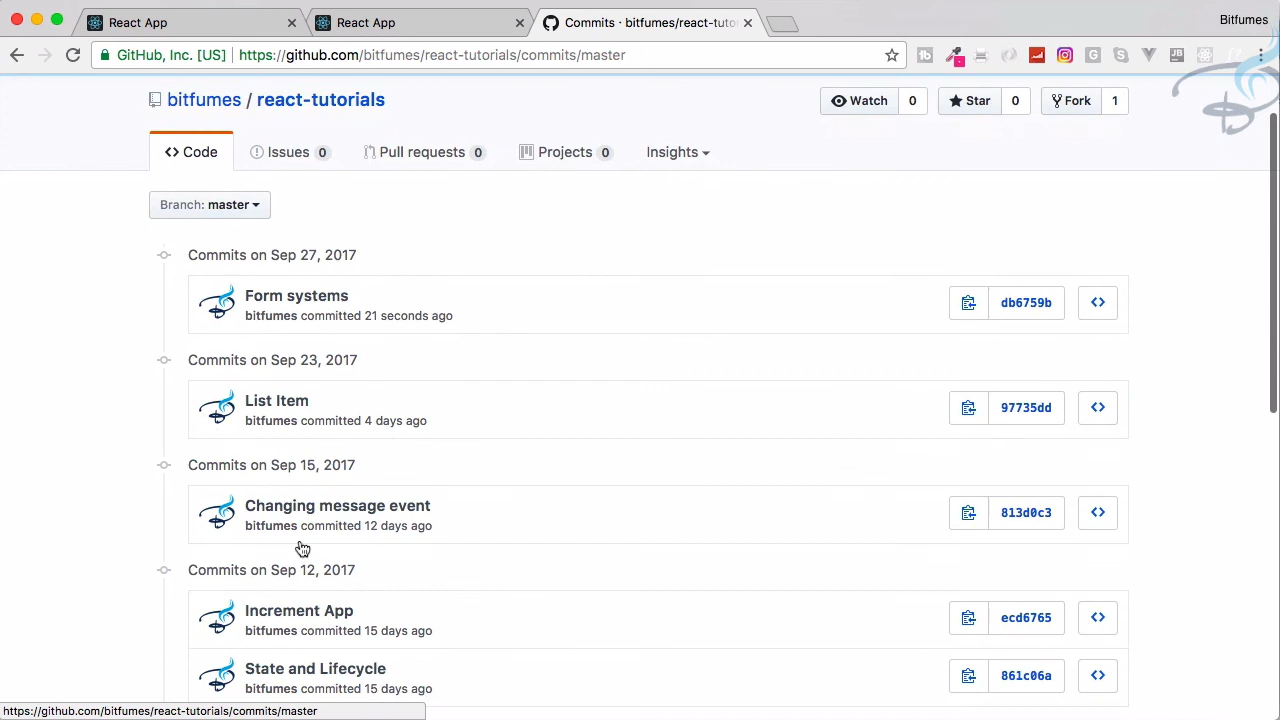 React App
React App
Commits · bitfumes/react-tuto
Bitfumes
GitHub, Inc. [US]
https://github.com/bitfumes/react-tutorials/commits/master
bitfumes / react-tutorials
Watch 0
Star 0
Fork 1
Code
Issues 0
Pull requests 0
Projects 0
Insights
Branch: master
Commits on Sep 27, 2017
Form systems
bitfumes committed 21 seconds ago
db6759b
Commits on Sep 23, 2017
List Item
bitfumes committed 4 days ago
97735dd
Commits on Sep 15, 2017
Changing message event
bitfumes committed 12 days ago
813d0c3
Commits on Sep 12, 2017
Increment App
bitfumes committed 15 days ago
ecd6765
State and Lifecycle
bitfumes committed 15 days ago
861c06a
https://github.com/bitfumes/react-tutorials/commits/master